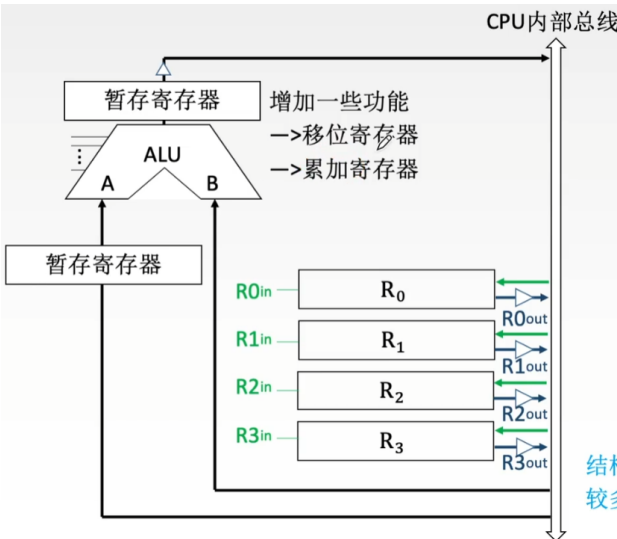 CPU内部总线
暂存寄存器
增加一些功能
—>移位寄存器
—>累加寄存器
ALU
A
B
暂存寄存器
R0in
R₀
R0out
R1in
R₁
R1out
R2in
R₂
R2out
R3in
R₃
R3out
结
较多